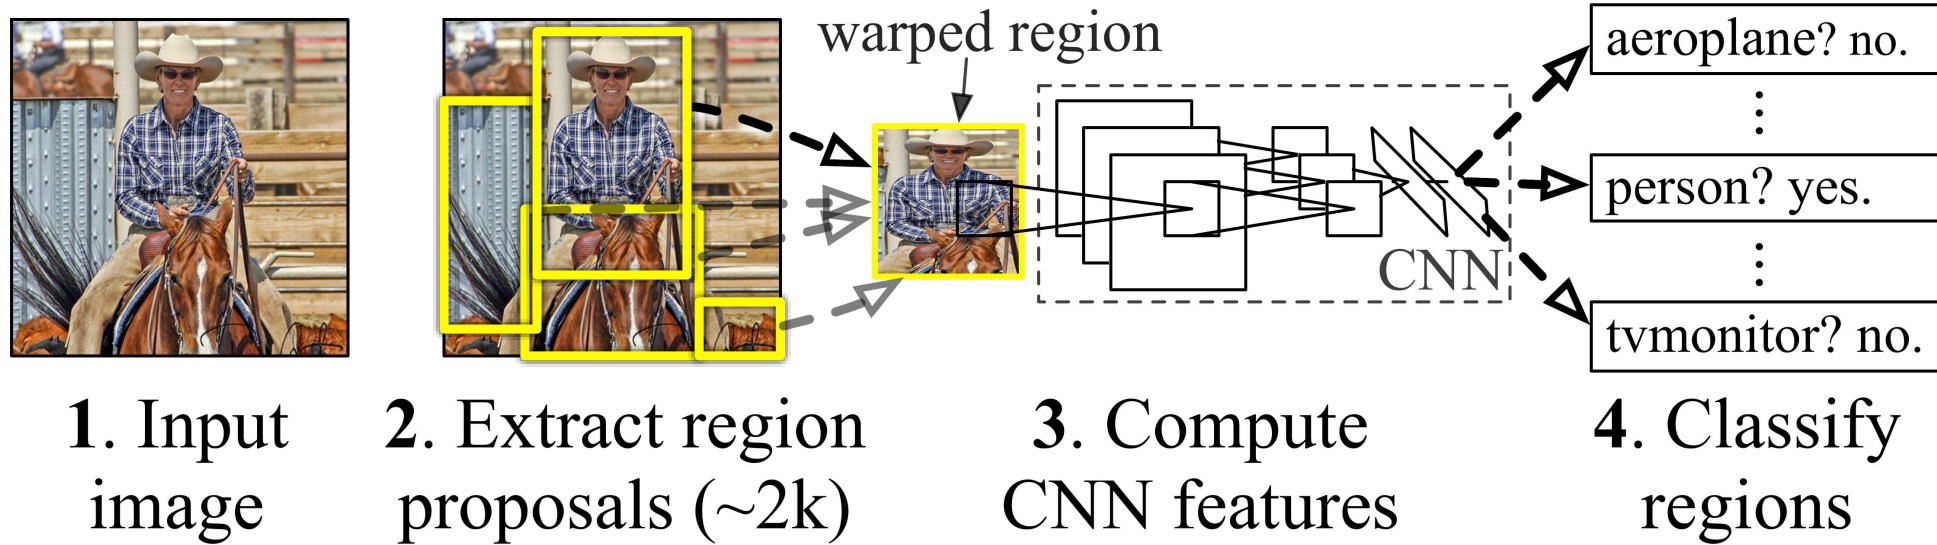 warped region
aeroplane? no.
person? yes.
CNN
tvmonitor? no.
1. Input
image
2. Extract region
proposals (~2k)
3. Compute
CNN features
4. Classify
regions